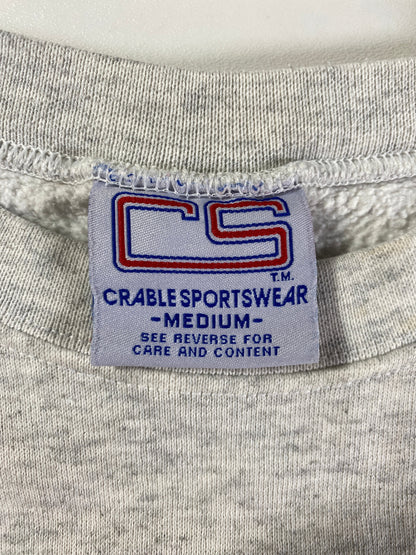 CS
T.M.
CRABLE SPORTSWEAR
-MEDIUM-
SEE REVERSE FOR
CARE AND CONTENT